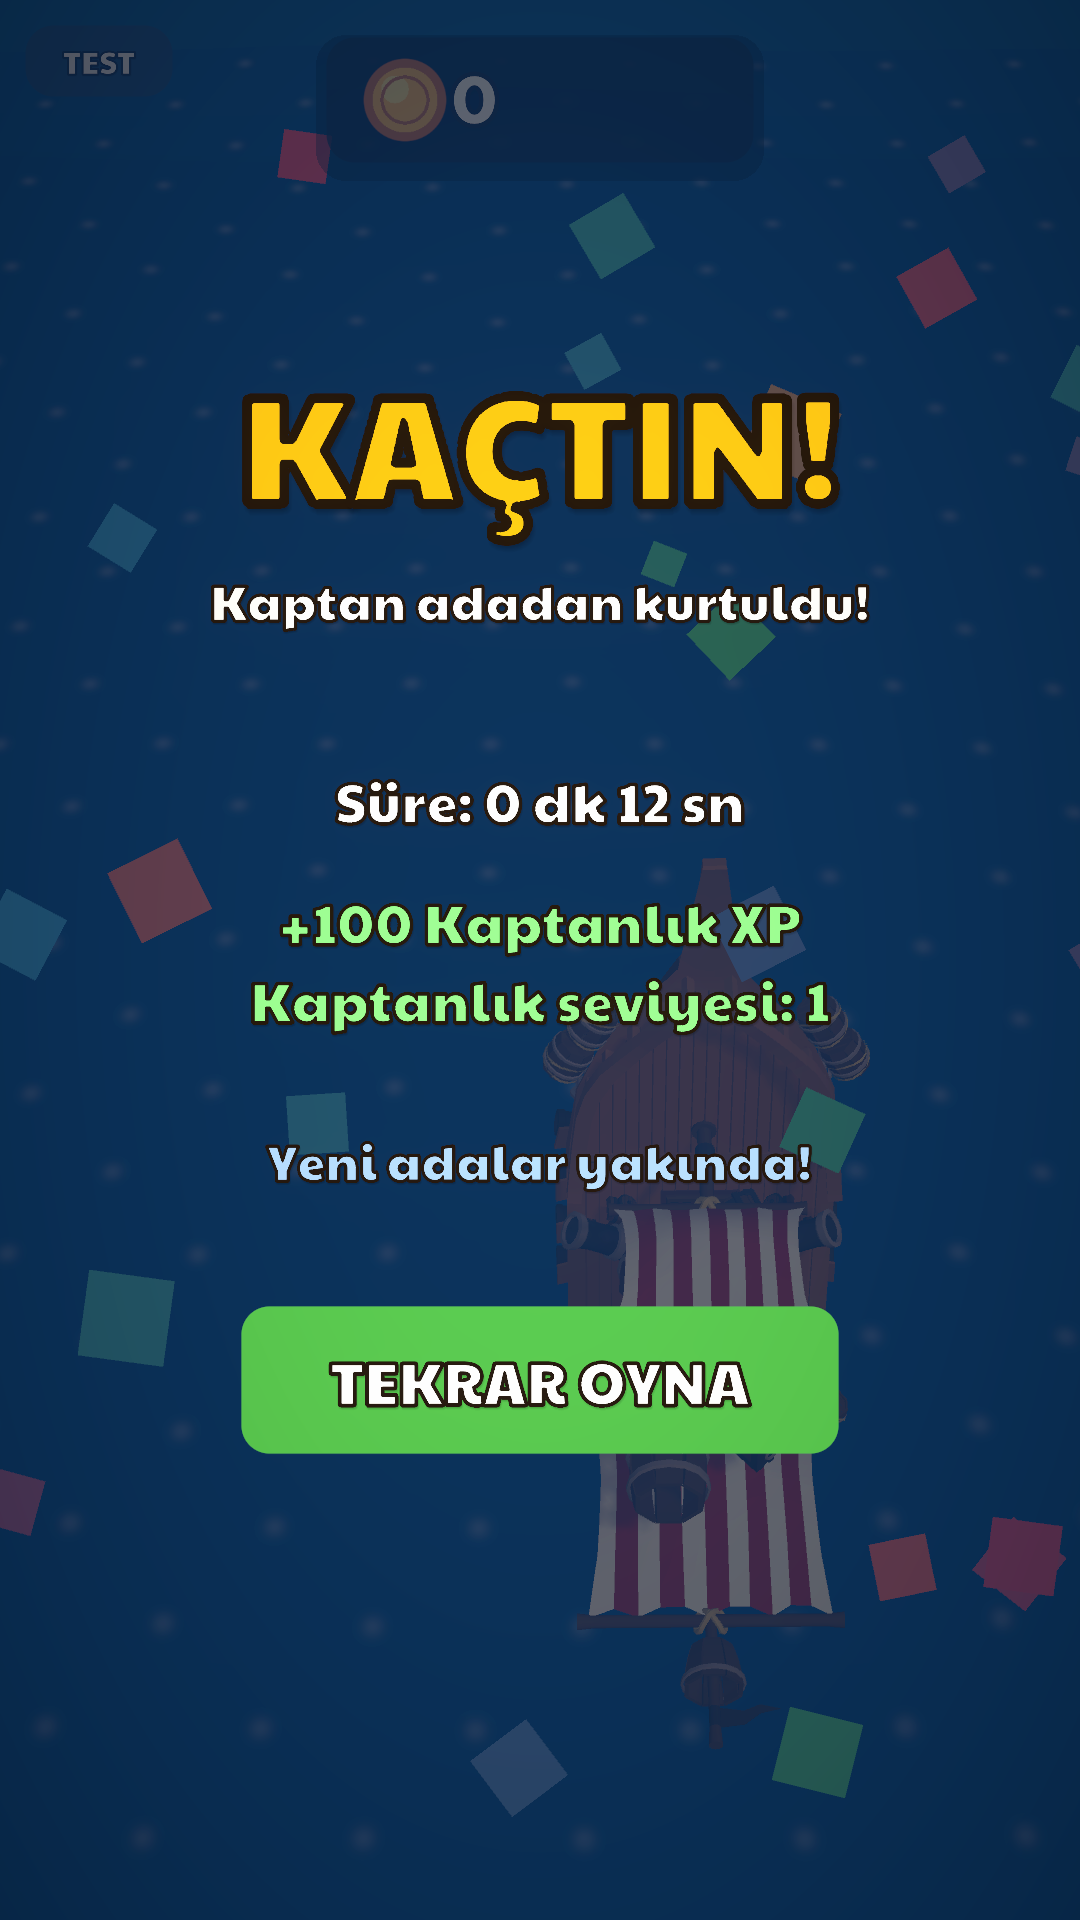 TEST
0
KAÇTIN!
Kaptan adadan kurtuldu!
Süre: 0 dk 12 sn
+100 Kaptanlık XP
Kaptanlık seviyesi: 1
Yeni adalar yakında!
TEKRAR OYNA